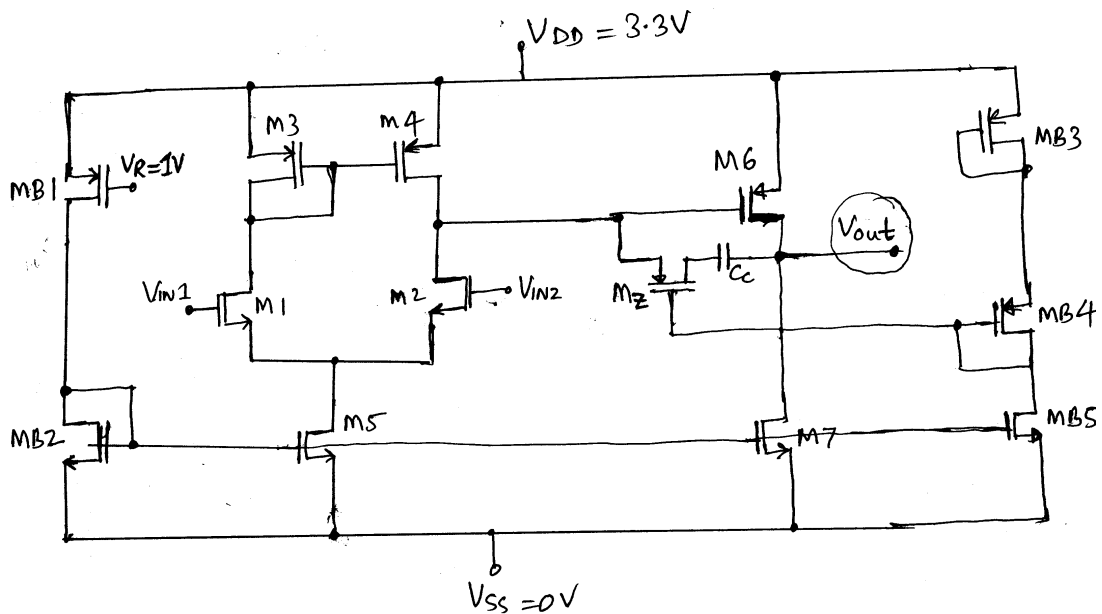 VDD = 3.3V
M3
M4
MB3
MB1
VR=1V
M6
Vout
VIN1
M1
M2
VIN2
MZ
Cc
MB4
MB2
M5
M7
MB5
VSS =0V